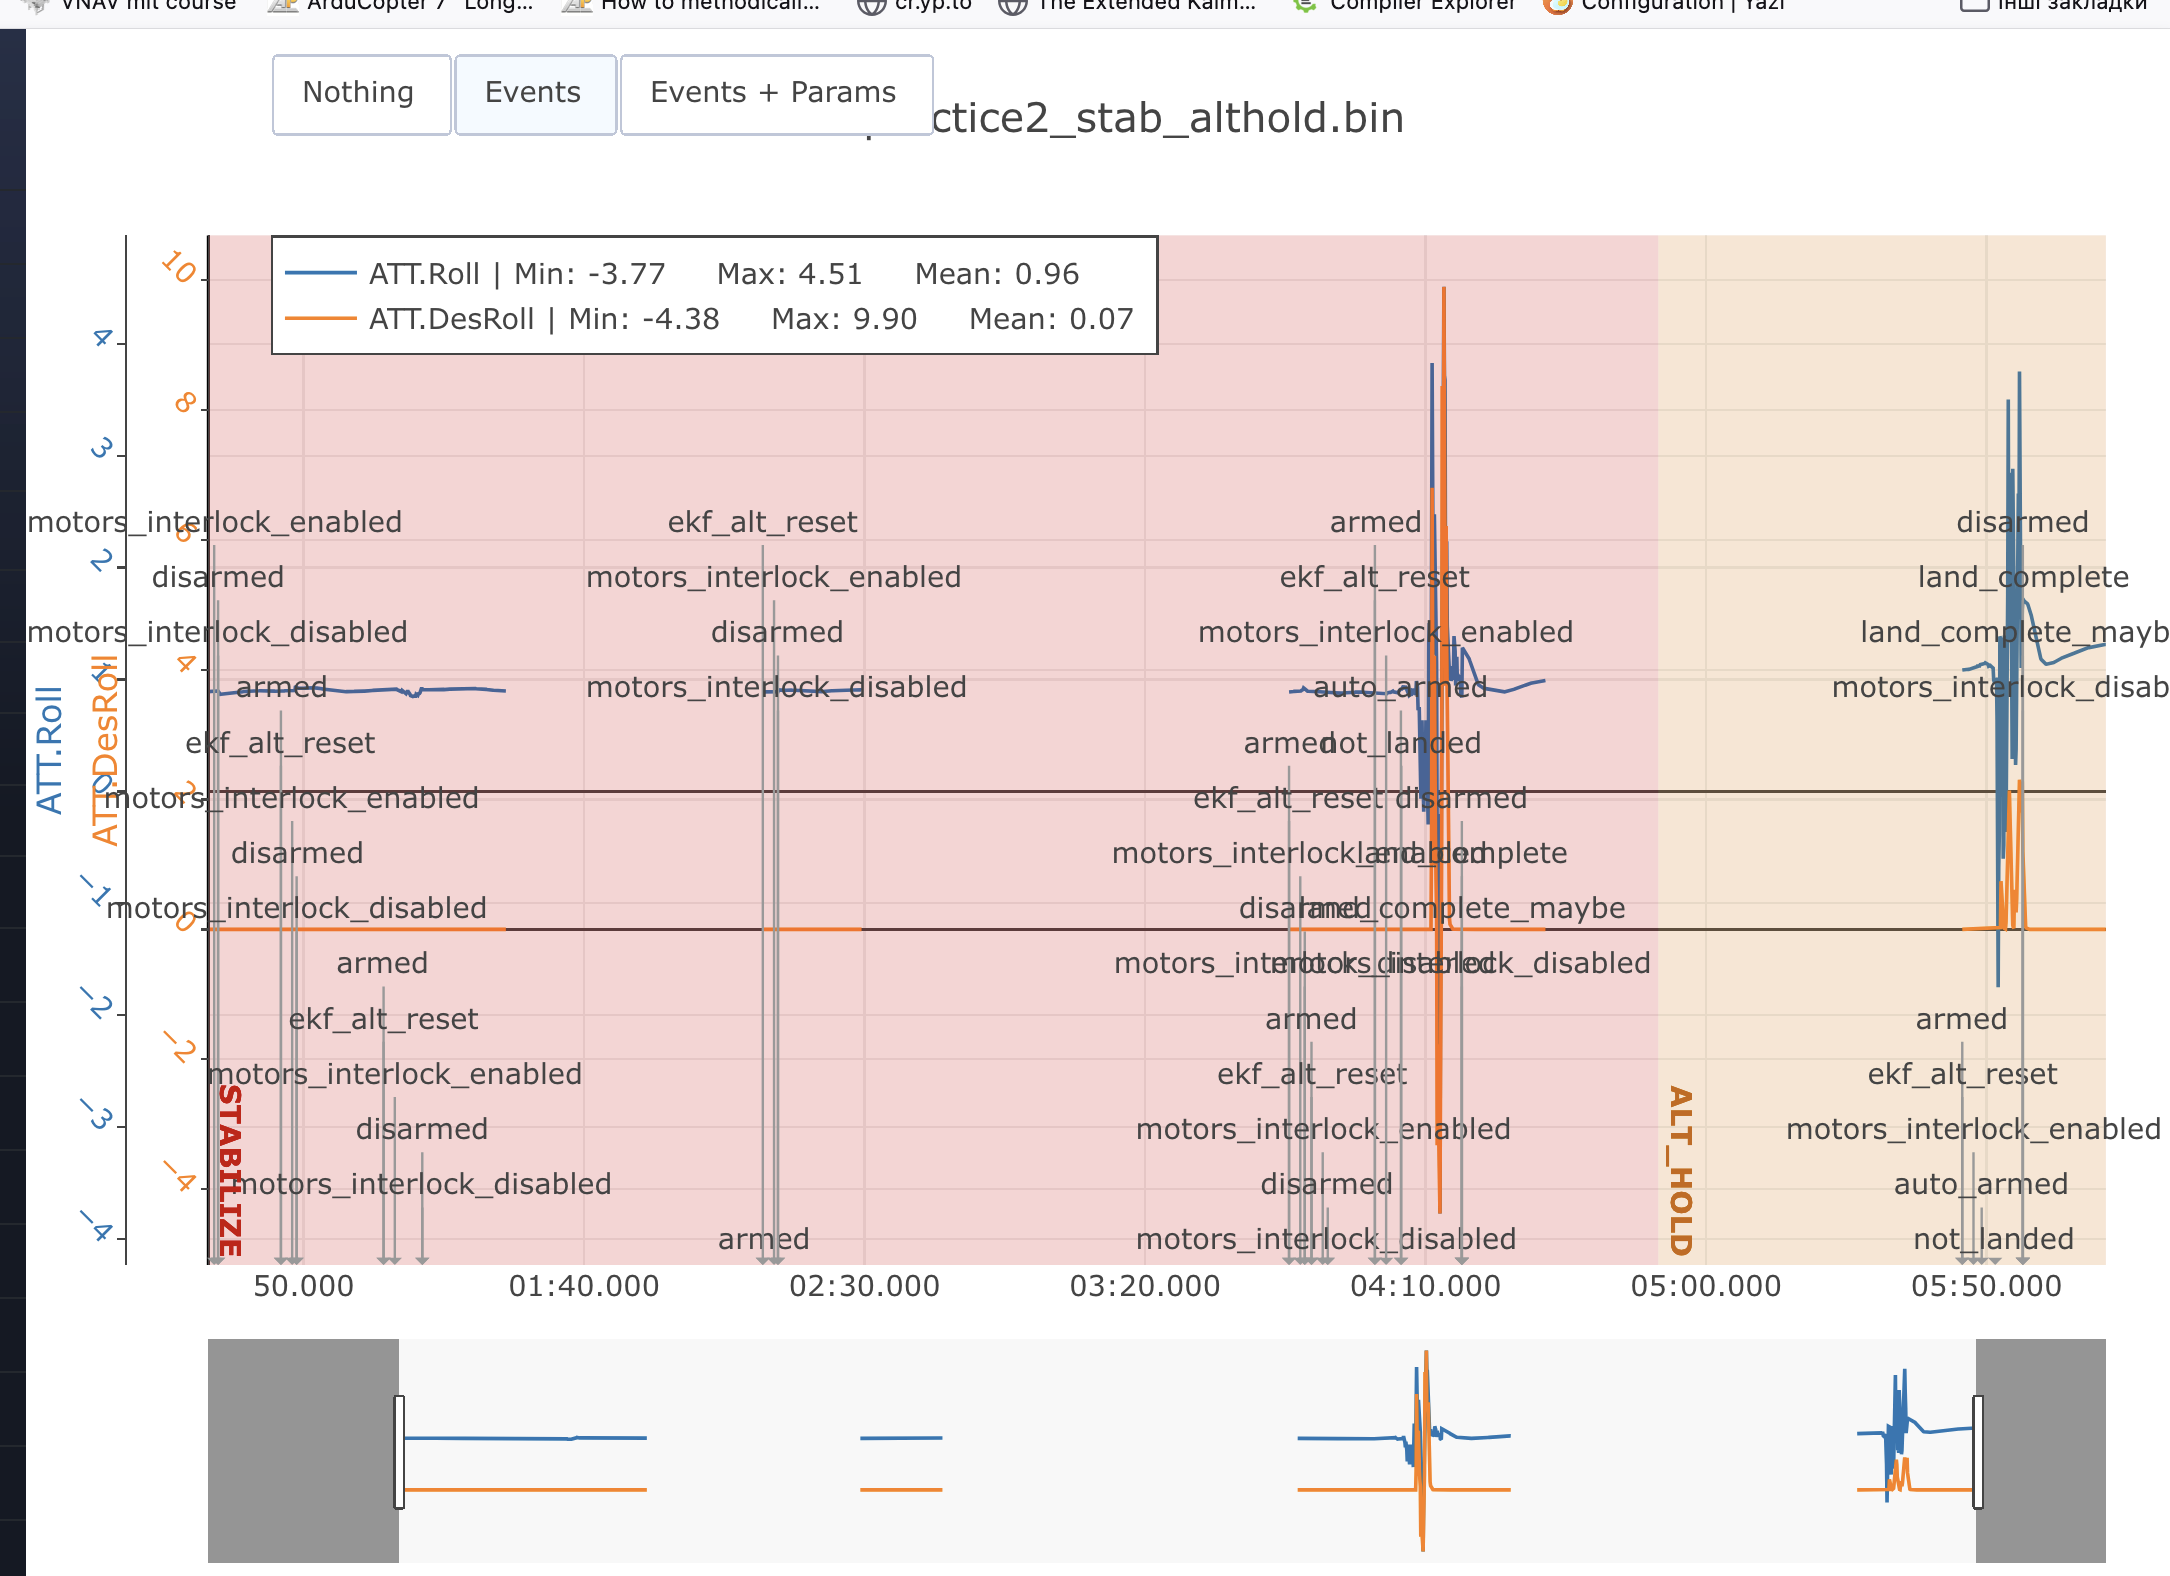 VNAV mit course
ArduCopter 7" Long...
How to methodicall...
cr.yp.to
The Extended Kalm...
Compiler Explorer
Configuration | Yazi
Інші закладки
Nothing
Events
Events + Params
ctice2_stab_althold.bin
ATT.Roll | Min: -3.77 Max: 4.51 Mean: 0.96
ATT.DesRoll | Min: -4.38 Max: 9.90 Mean: 0.07
10
8
6
4
2
0
−2
−4
4
3
2
1
0
−1
−2
−3
−4
ATT.Roll
ATT.DesRoll
motors_interlock_enabled
ekf_alt_reset
armed
disarmed
disarmed
motors_interlock_enabled
ekf_alt_reset
land_complete
motors_interlock_disabled
disarmed
motors_interlock_enabled
land_complete_mayb
armed
motors_interlock_disabled
auto_armed
motors_interlock_disab
ekf_alt_reset
armed
not_landed
motors_interlock_enabled
ekf_alt_reset
disarmed
disarmed
motors_interlock_enabled
land_complete
motors_interlock_disabled
disarmed
land_complete_maybe
armed
motors_interlock_disabled
motors_interlock_disabled
ekf_alt_reset
armed
armed
motors_interlock_enabled
ekf_alt_reset
ekf_alt_reset
disarmed
motors_interlock_enabled
motors_interlock_enabled
motors_interlock_disabled
disarmed
auto_armed
armed
motors_interlock_disabled
not_landed
STABILIZE
ALT_HOLD
50.000
01:40.000
02:30.000
03:20.000
04:10.000
05:00.000
05:50.000